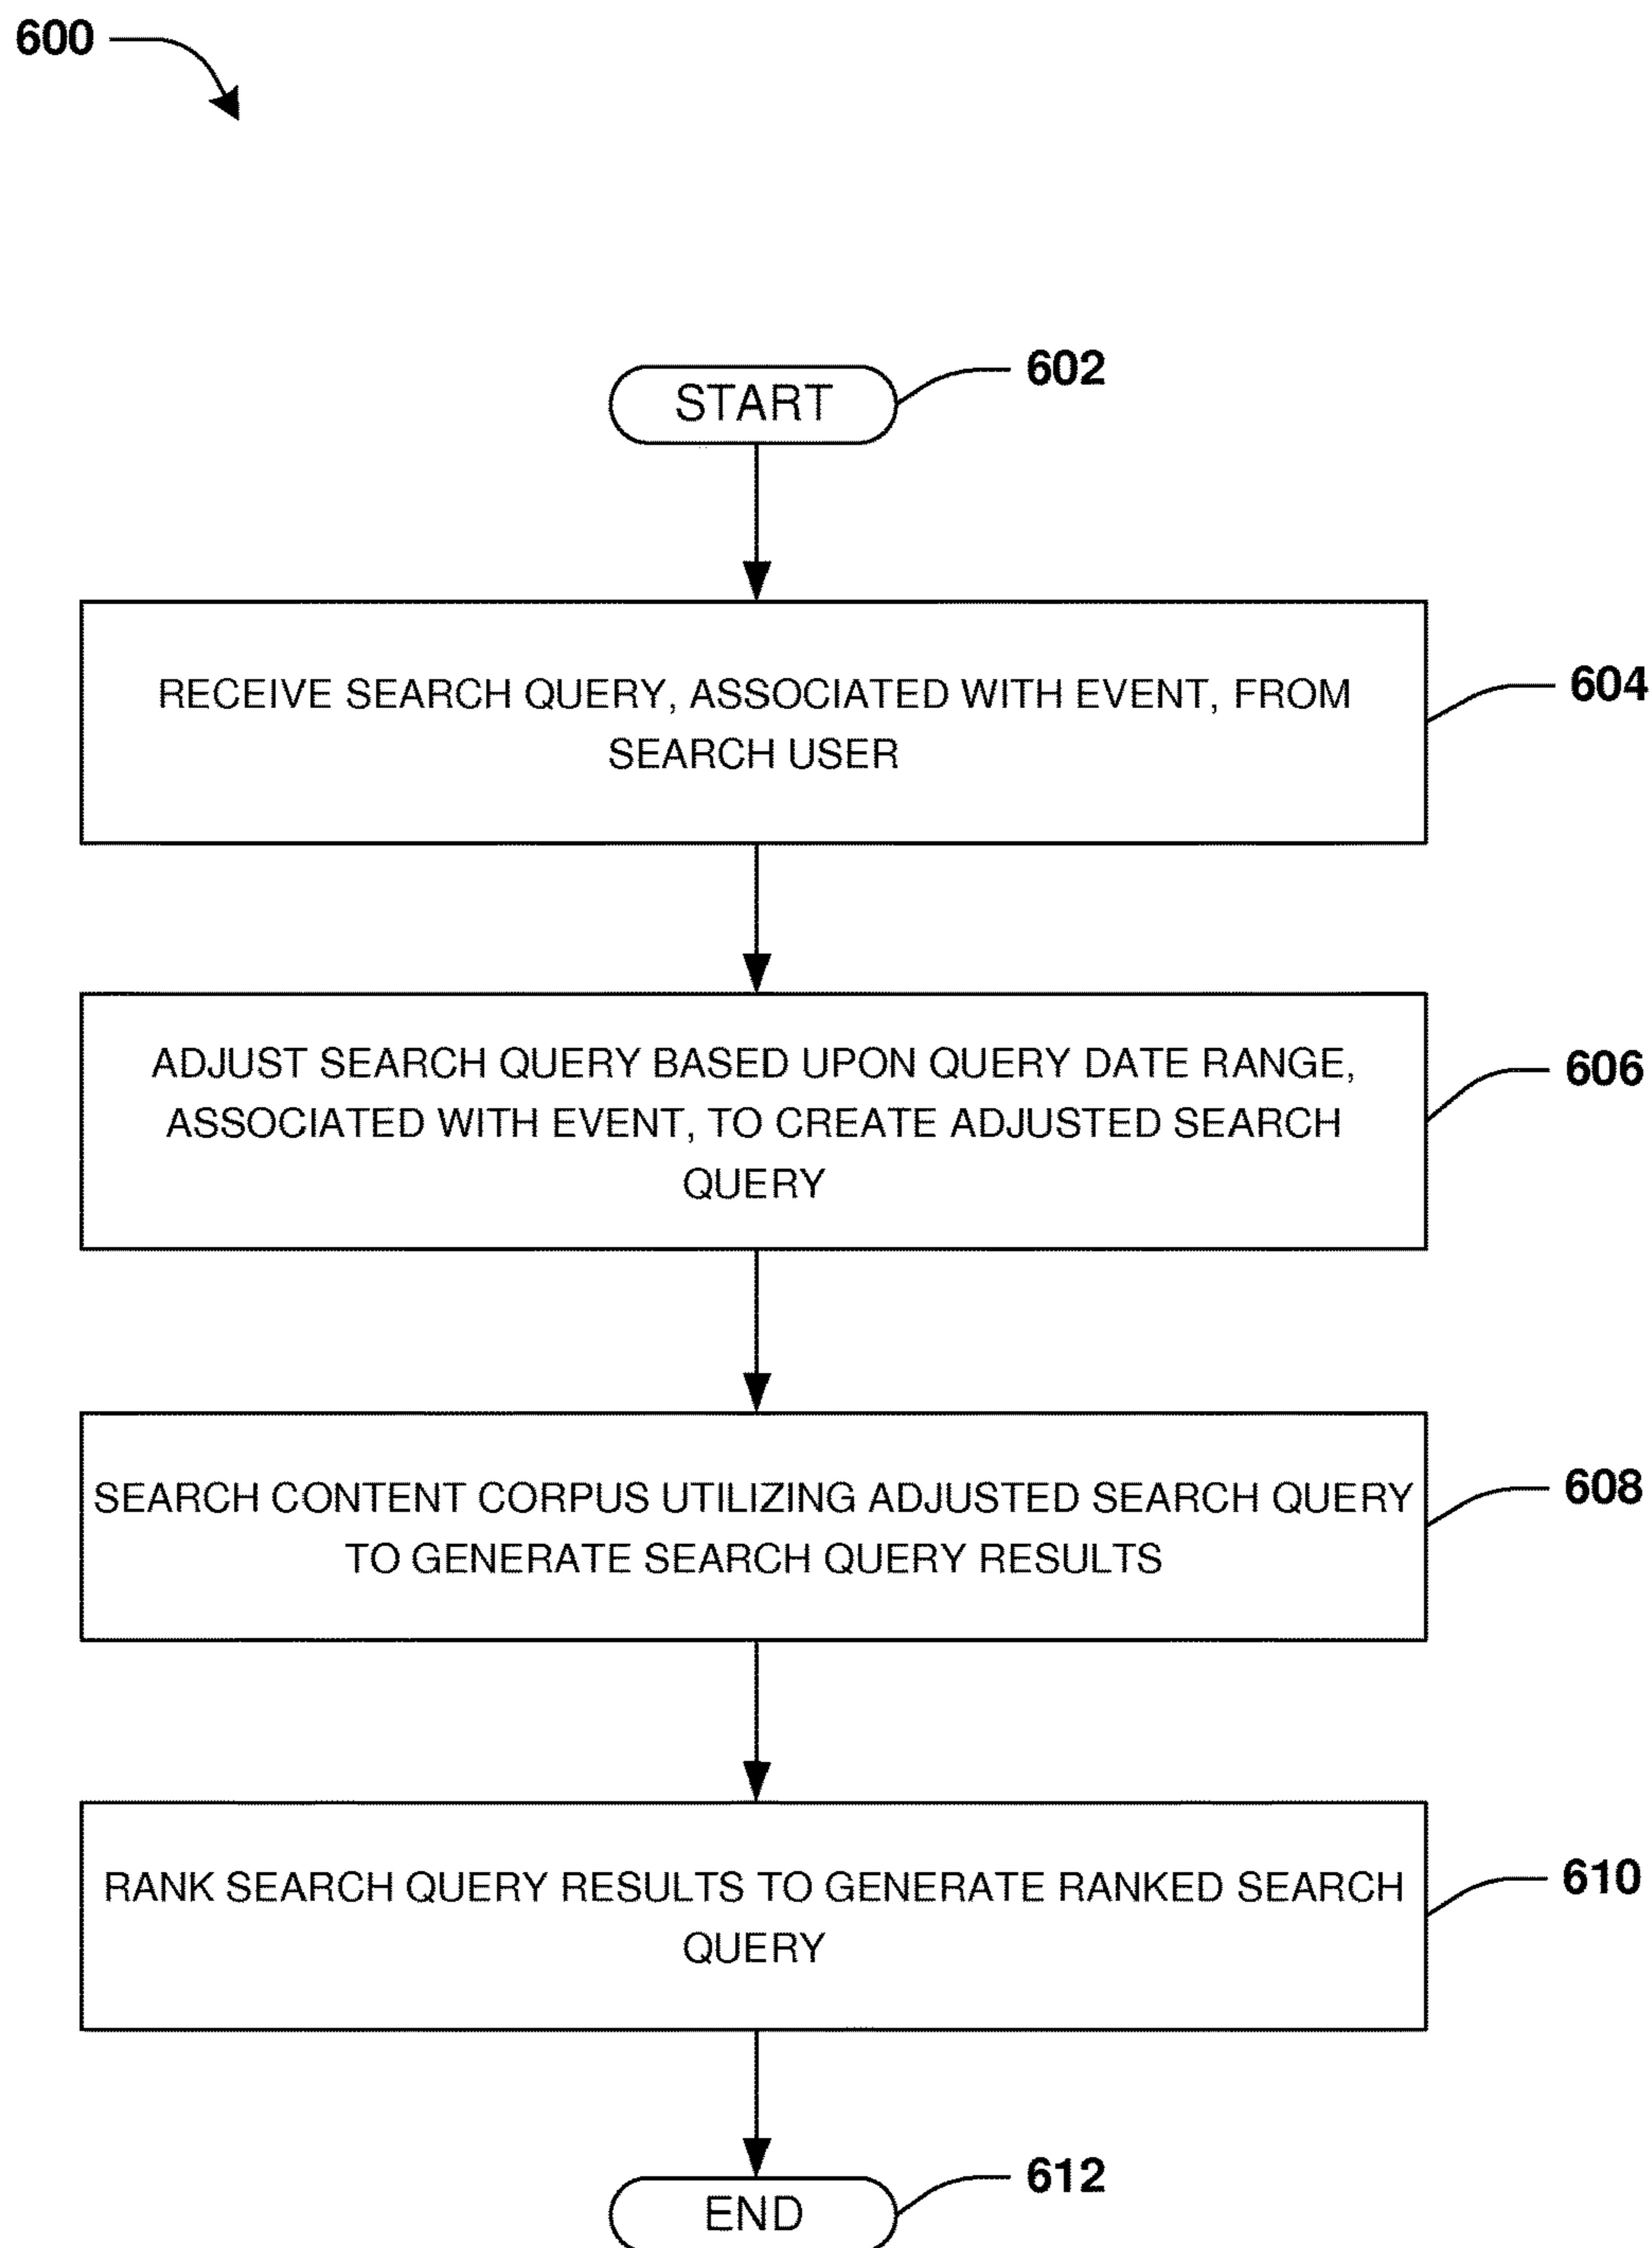 600
START
602
RECEIVE SEARCH QUERY, ASSOCIATED WITH EVENT, FROM
SEARCH USER
604
ADJUST SEARCH QUERY BASED UPON QUERY DATE RANGE,
ASSOCIATED WITH EVENT, TO CREATE ADJUSTED SEARCH
QUERY
606
SEARCH CONTENT CORPUS UTILIZING ADJUSTED SEARCH QUERY
TO GENERATE SEARCH QUERY RESULTS
608
RANK SEARCH QUERY RESULTS TO GENERATE RANKED SEARCH
QUERY
610
END
612